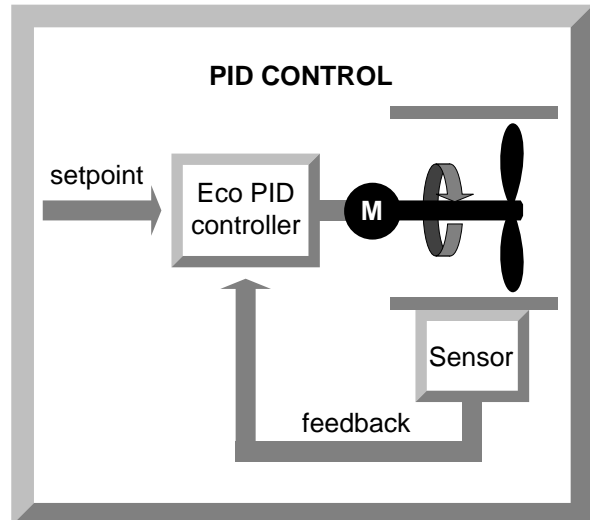 PID CONTROL
setpoint
Eco PID
controller
M
Sensor
feedback